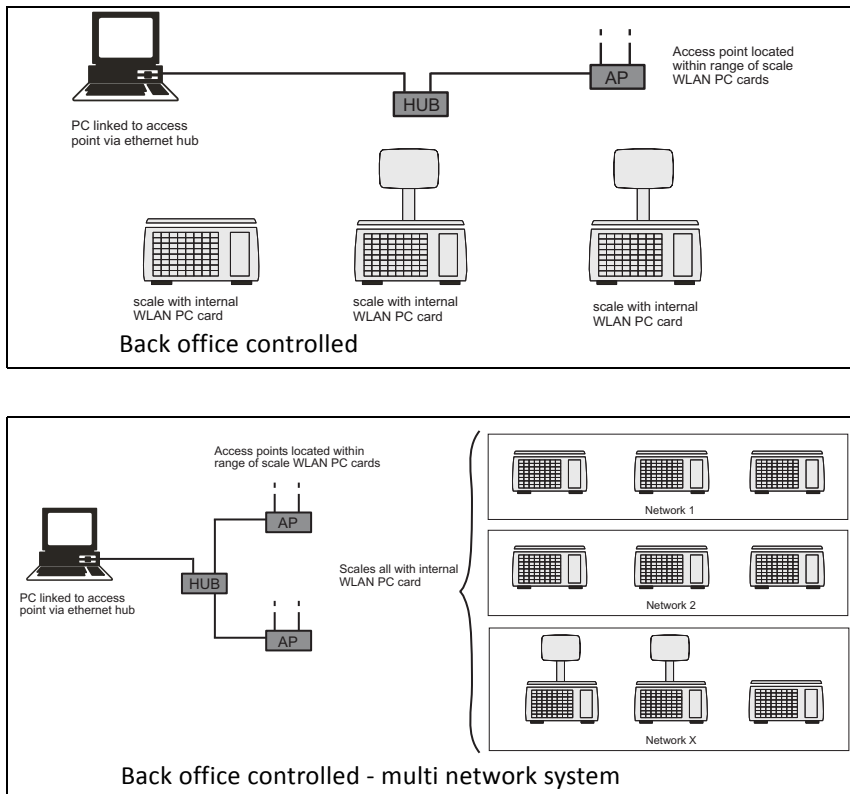 Access point located
within range of scale
WLAN PC cards
AP
HUB
PC linked to access
point via ethernet hub
scale with internal
WLAN PC card
scale with internal
WLAN PC card
scale with internal
WLAN PC card
Back office controlled
Access points located within
range of scale WLAN PC cards
AP
HUB
AP
PC linked to access
point via ethernet hub
Scales all with internal
WLAN PC card
Network 1
Network 2
Network X
Back office controlled - multi network system